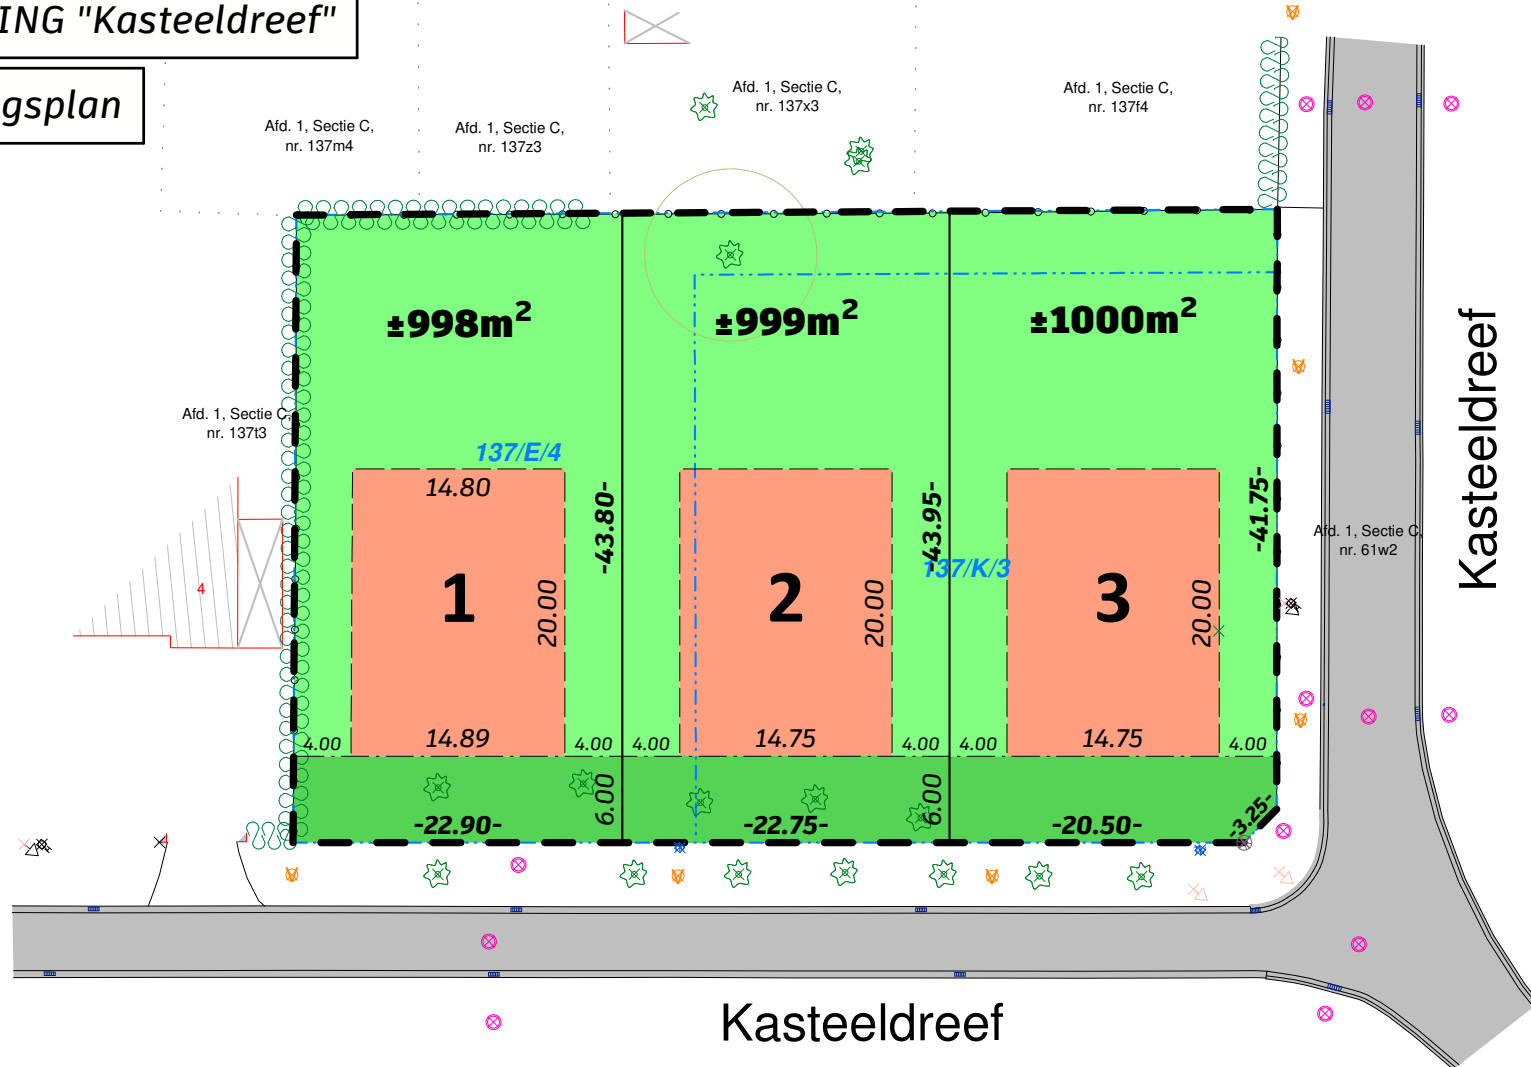 ING "Kasteeldreef"
gsplan
Afd. 1, Sectie C,
nr. 137m4
Afd. 1, Sectie C,
nr. 137z3
Afd. 1, Sectie C,
nr. 137x3
Afd. 1, Sectie C,
nr. 137f4
±998m²
±999m²
±1000m²
Afd. 1, Sectie C,
nr. 137t3
137/E/4
14.80
-43.80-
-43.95-
-41.75-
137/K/3
Afd. 1, Sectie C,
nr. 61w2
Kasteeldreef
4
1
20.00
2
20.00
3
20.00
4.00
14.89
4.00
4.00
14.75
4.00
4.00
14.75
4.00
6.00
6.00
-22.90-
-22.75-
-20.50-
-3.25-
Kasteeldreef